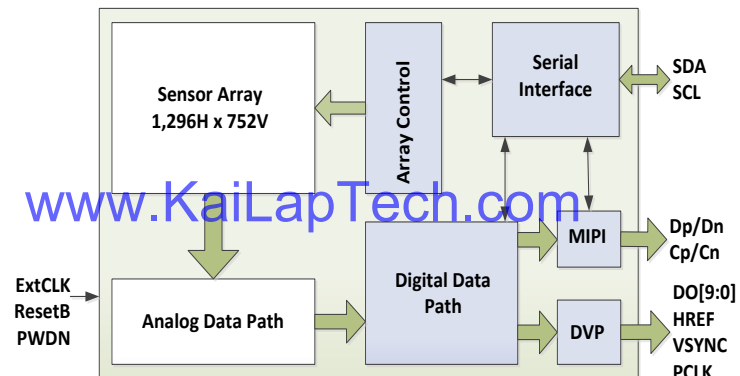 Sensor Array
1,296H x 752V
Array Control
Serial
Interface
SDA
SCL
www.KaiLapTech.com
MIPI
Dp/Dn
Cp/Cn
ExtCLK
ResetB
PWDN
Analog Data Path
Digital Data
Path
DVP
DO[9:0]
HREF
VSYNC
PCLK